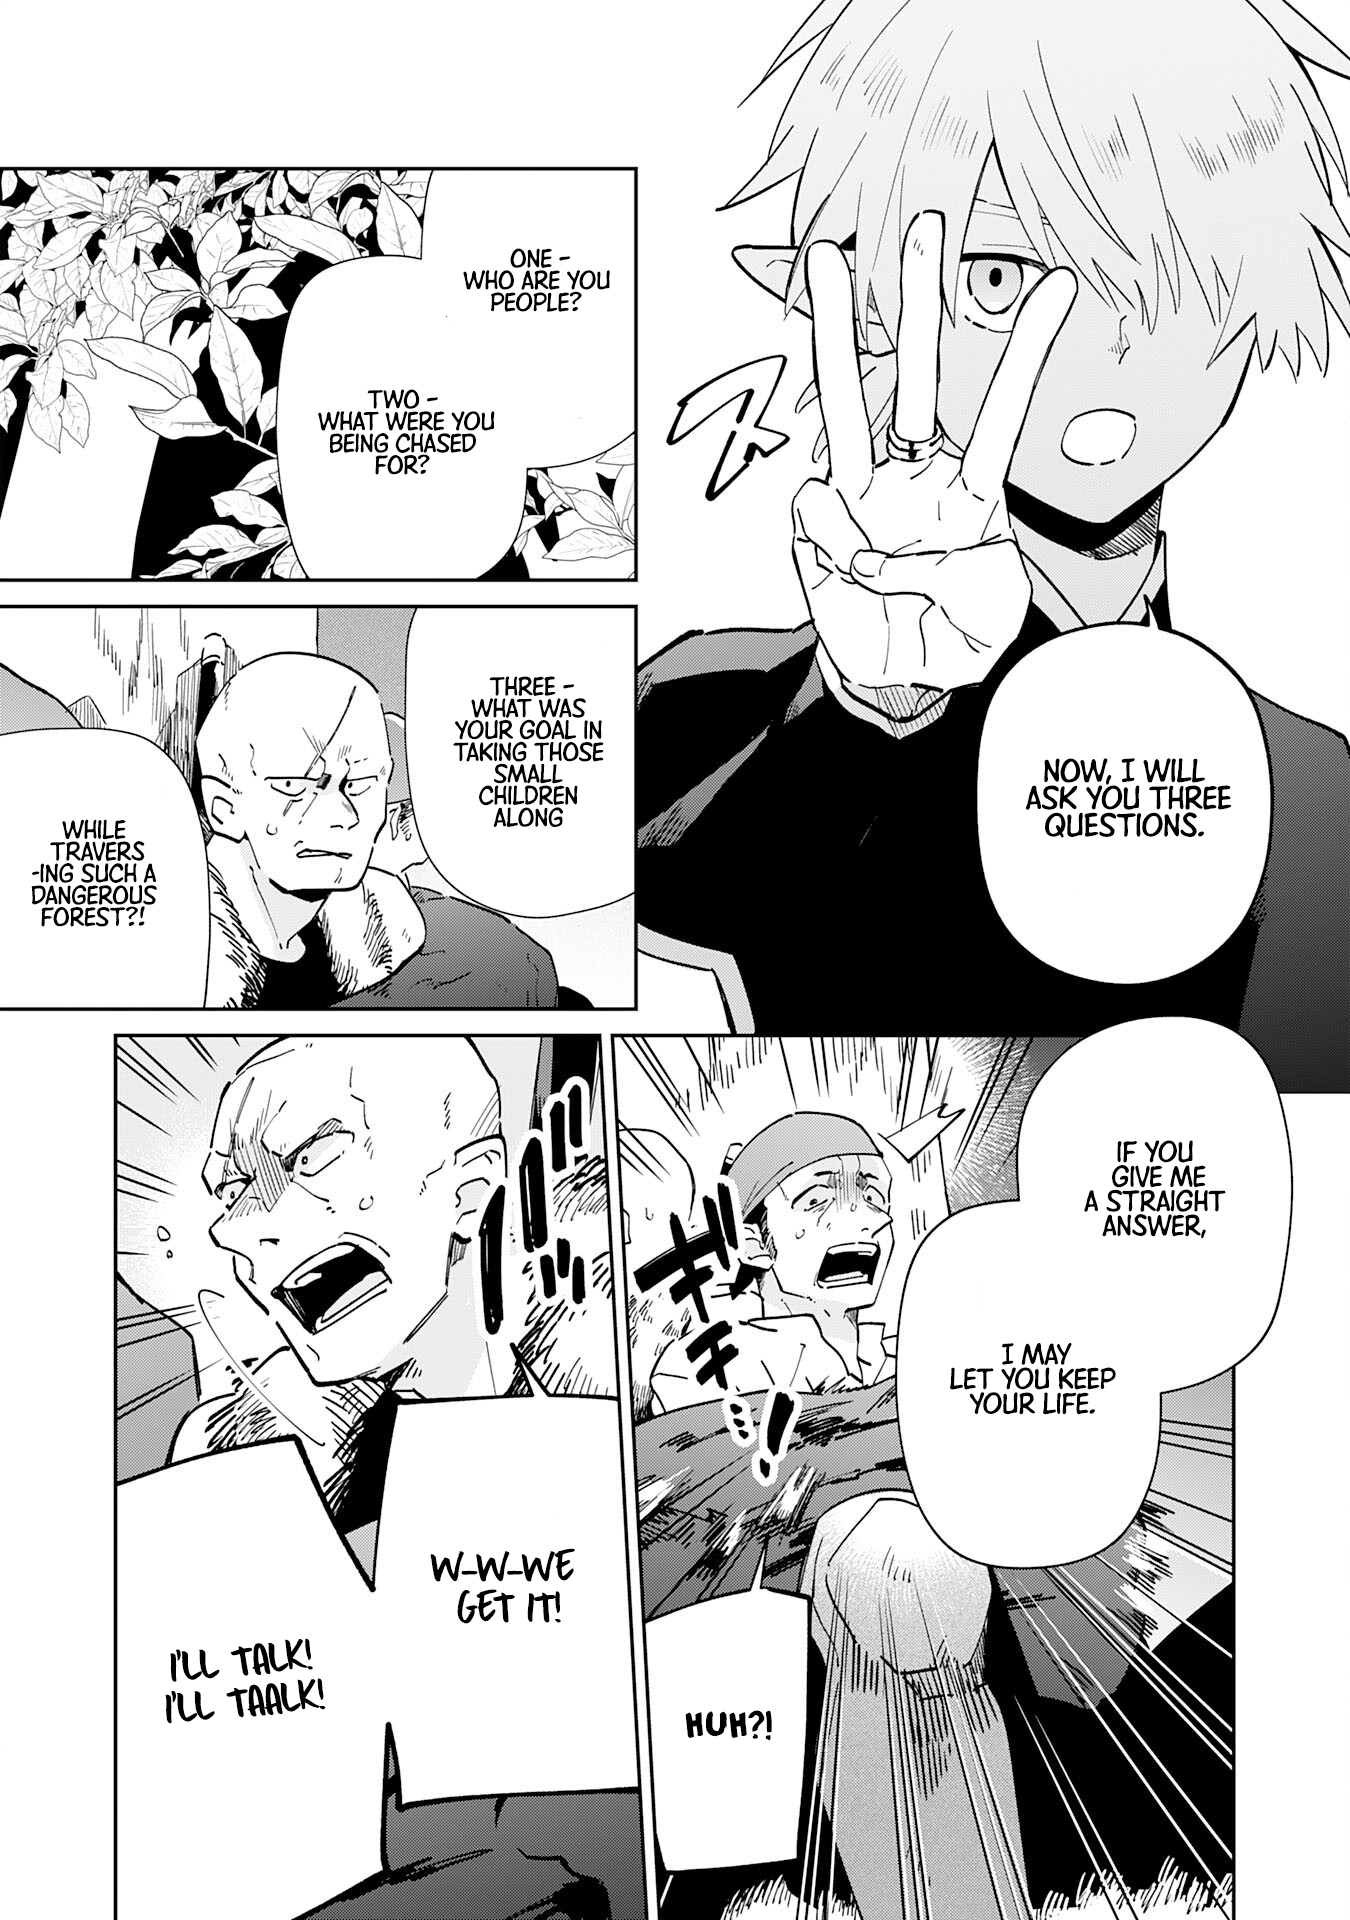 NOW, I WILL
ASK YOU THREE
QUESTIONS.
スッ
ONE -
WHO ARE YOU
PEOPLE?
TWO -
WHAT WERE YOU
BEING CHASED
FOR?
THREE -
WHAT WAS
YOUR GOAL IN
TAKING THOSE
SMALL
CHILDREN
ALONG
WHILE
TRAVERS
-ING SUCH A
DANGEROUS
FOREST?!
IF YOU
GIVE ME
A STRAIGHT
ANSWER,
I MAY
LET YOU KEEP
YOUR LIFE.
HUH?!
W-W-WE
GET IT!
I'LL TALK!
I'LL TAALK!